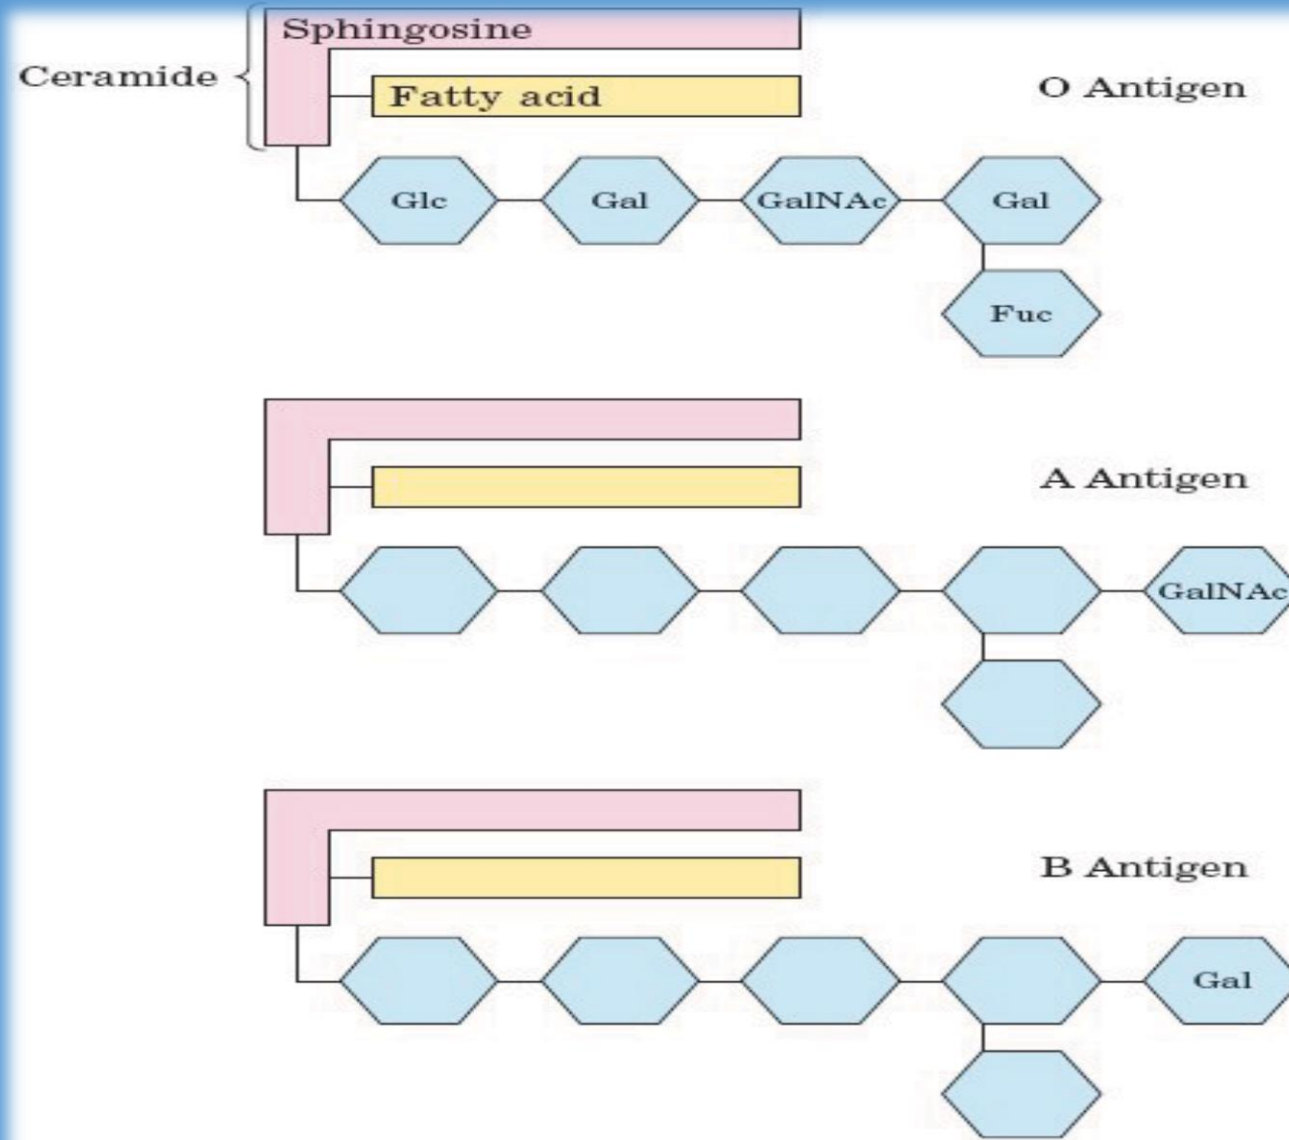 Sphingosine
Ceramide
Fatty acid
O Antigen
Glc
Gal
GalNAc
Gal
Fuc
A Antigen
GalNAc
B Antigen
Gal